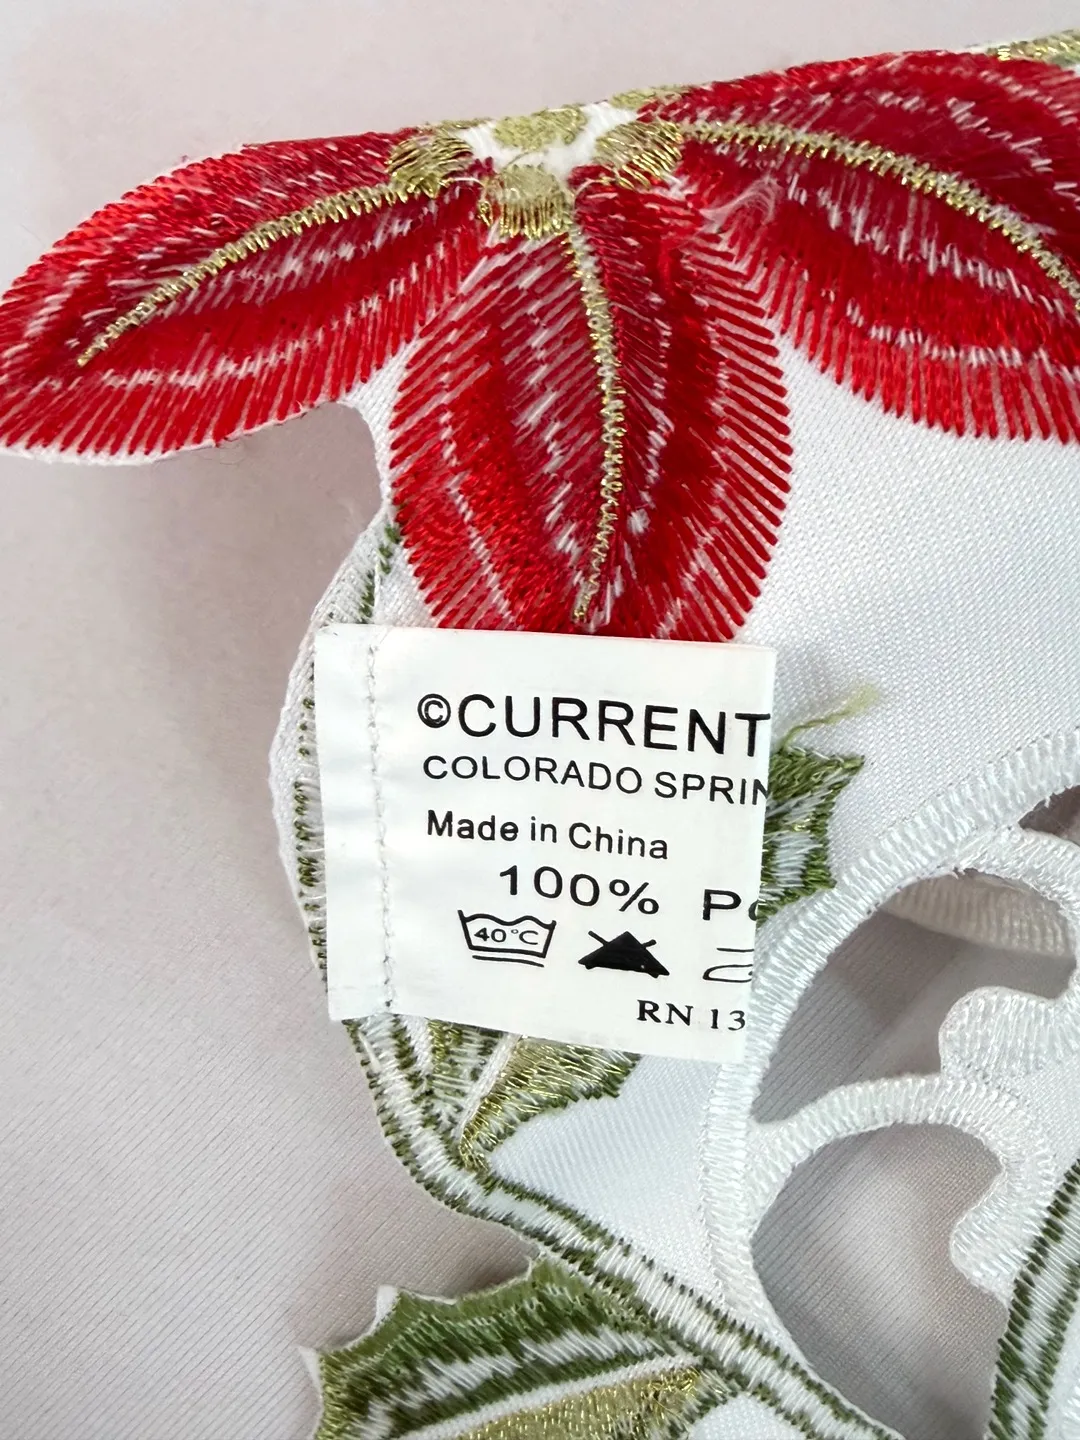 ©CURRENT
COLORADO SPRIN
Made in China
100% Po
40°C
RN 13